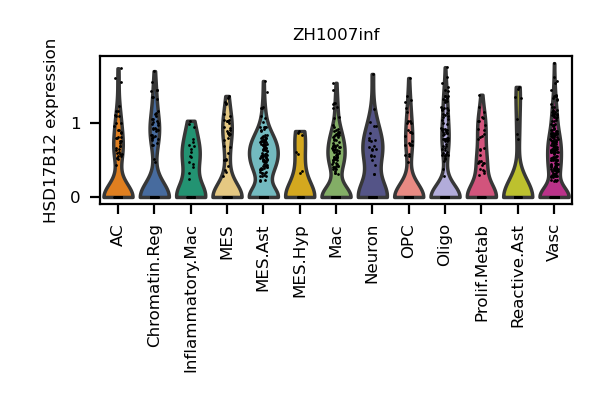 ZH1007inf
HSD17B12 expression
1
0
AC
Chromatin.Reg
Inflammatory.Mac
MES
MES.Ast
MES.Hyp
Mac
Neuron
OPC
Oligo
Prolif.Metab
Reactive.Ast
Vasc